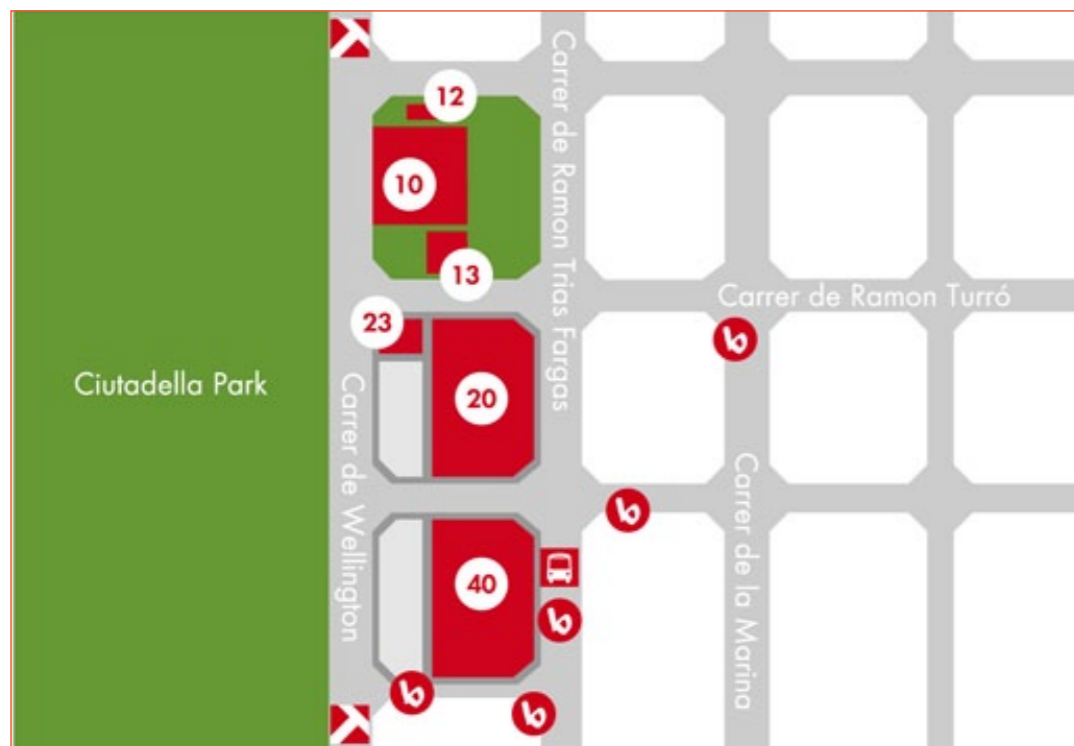 12
Carrer de Ramon Trias Fargas
10
13
Carrer de Ramon Turró
23
b
Ciutadella Park
20
Carrer de Wellington
Carrer de la Marina
b
40
b
b
b
T
T